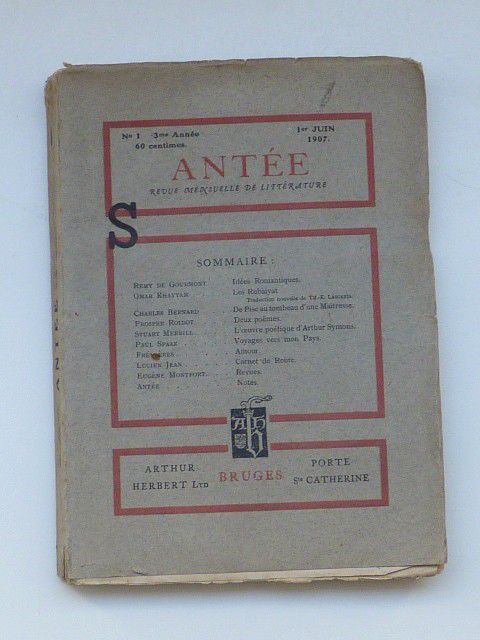 No 1 3me Année 1er JUIN
60 centimes. 1907.
ANTÉE
REVUE MENSUELLE DE LITTÉRATURE
S
SOMMAIRE :
REMY DE GOURMONT Idées Romantiques.
OMAR KHAYYAM Les Rubaiyat
Traduction nouvelle de
CHARLES BERNARD De Pise au tombeau d'une Maîtresse.
PROSPER ROIDOT Deux poèmes.
STUART MERRILL L'œuvre poétique d'Arthur Symons.
PAUL SPAAK Voyages vers mon Pays.
Amour.
LUCIEN JEAN Carnet de Route.
EUGÈNE MONTFORT Revues.
ANTÉE Notes.
AHB
ARTHUR PORTE
HERBERT LTD BRUGES Ste CATHERINE